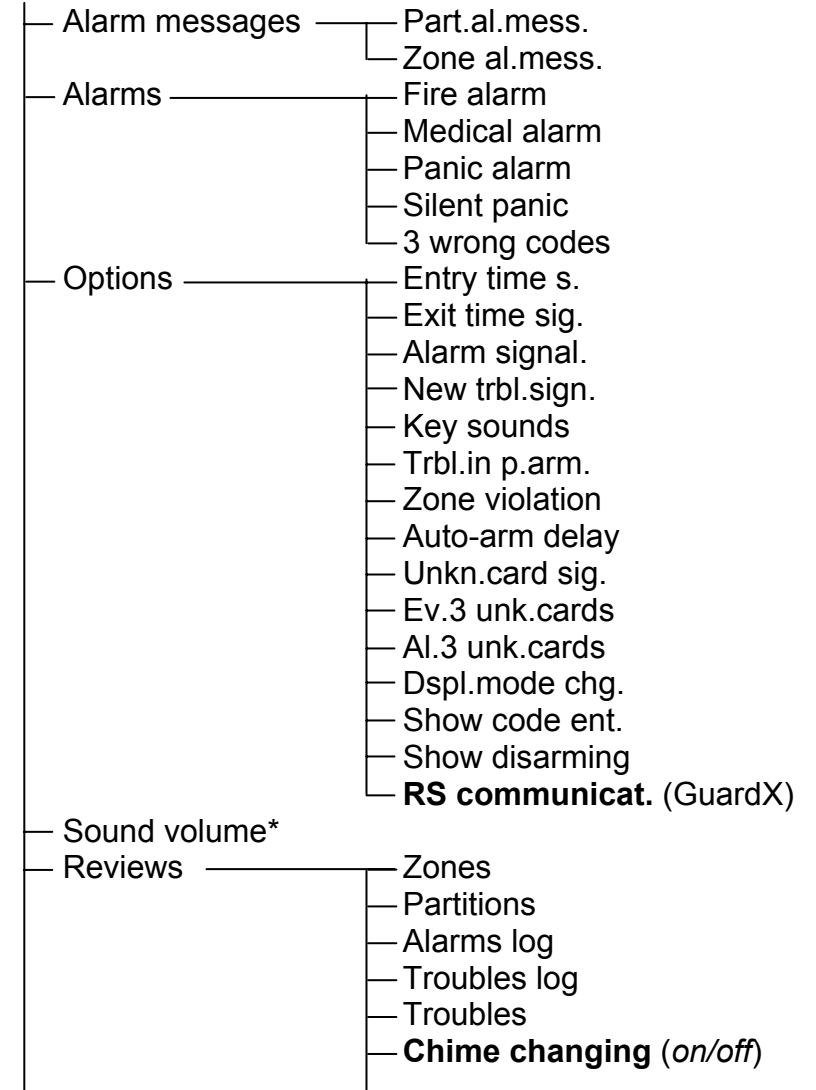 Alarm messages Part.al.mess.
Zone al.mess.
Alarms Fire alarm
Medical alarm
Panic alarm
Silent panic
3 wrong codes
Options Entry time s.
Exit time sig.
Alarm signal.
New trbl.sign.
Key sounds
Trbl.in p.arm.
Zone violation
Auto-arm delay
Unkn.card sig.
Ev.3 unk.cards
Al.3 unk.cards
Dspl.mode chg.
Show code ent.
Show disarming
RS communicat. (GuardX)
Sound volume*
Reviews Zones
Partitions
Alarms log
Troubles log
Troubles
Chime changing (on/off)